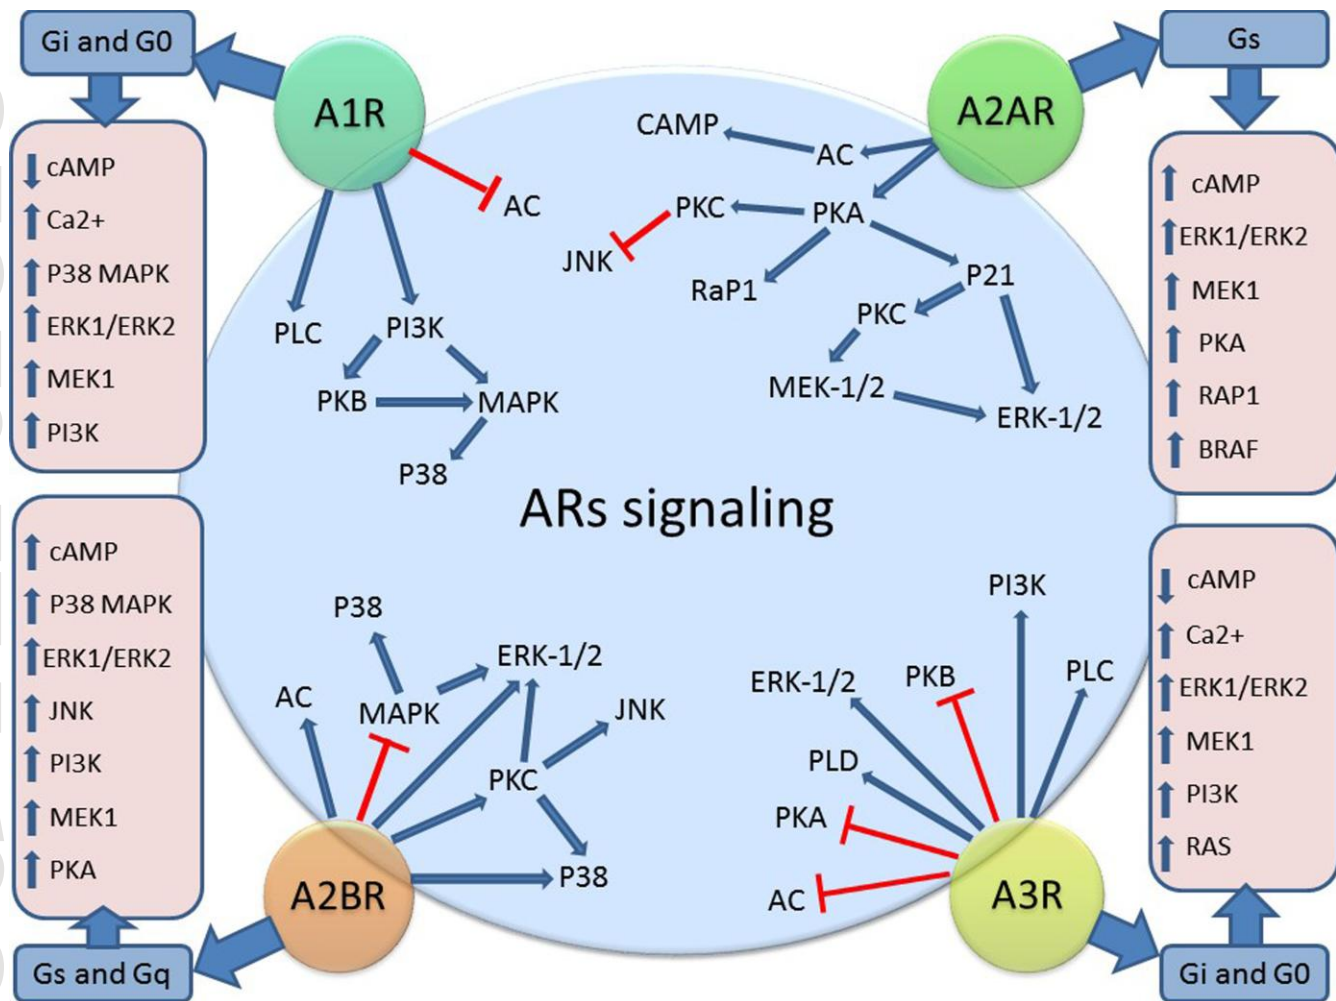 Gi and G0
A1R
A2AR
Gs
cAMP
Ca2+
P38 MAPK
ERK1/ERK2
MEK1
PI3K
CAMP
AC
AC
PKC
PKA
JNK
RaP1
P21
PLC
PI3K
PKC
PKB
MAPK
MEK-1/2
ERK-1/2
P38
cAMP
ERK1/ERK2
MEK1
PKA
RAP1
BRAF
ARs signaling
cAMP
P38 MAPK
ERK1/ERK2
JNK
PI3K
MEK1
PKA
P38
ERK-1/2
AC
MAPK
JNK
PKC
P38
A2BR
Gs and Gq
PI3K
ERK-1/2
PKB
PLC
PLD
PKA
AC
A3R
cAMP
Ca2+
ERK1/ERK2
MEK1
PI3K
RAS
Gi and G0